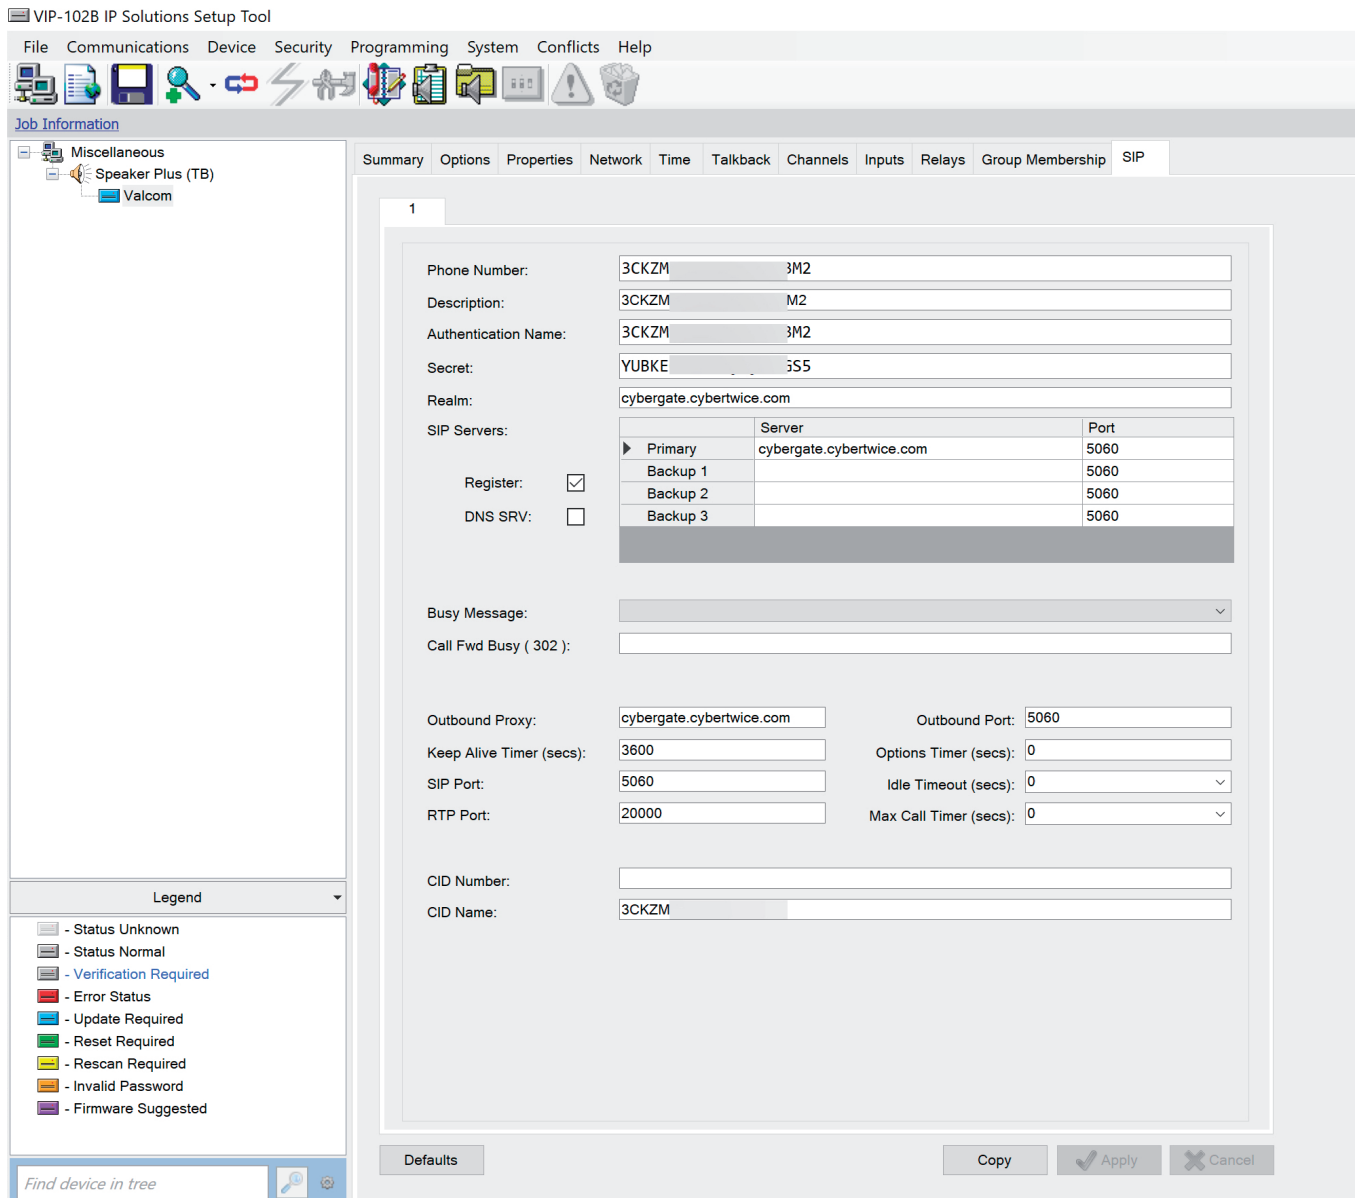 VIP-102B IP Solutions Setup Tool
File Communications Device Security Programming System Conflicts Help
Job Information
Miscellaneous
Speaker Plus (TB)
Valcom
Summary Options Properties Network Time Talkback Channels Inputs Relays Group Membership SIP
1
Phone Number: 3CKZM 3M2
Description: 3CKZM M2
Authentication Name: 3CKZM 3M2
Secret: YUBKE GS5
Realm: cybergate.cybertwice.com
SIP Servers:
Server Port
Primary cybergate.cybertwice.com 5060
Backup 1 5060
Backup 2 5060
Backup 3 5060
Register:
DNS SRV:
Busy Message:
Call Fwd Busy ( 302 ):
Outbound Proxy: cybergate.cybertwice.com Outbound Port: 5060
Keep Alive Timer (secs): 3600 Options Timer (secs): 0
SIP Port: 5060 Idle Timeout (secs): 0
RTP Port: 20000 Max Call Timer (secs): 0
CID Number:
CID Name: 3CKZM
Legend
- Status Unknown
- Status Normal
- Verification Required
- Error Status
- Update Required
- Reset Required
- Rescan Required
- Invalid Password
- Firmware Suggested
Find device in tree
Defaults Copy Apply Cancel